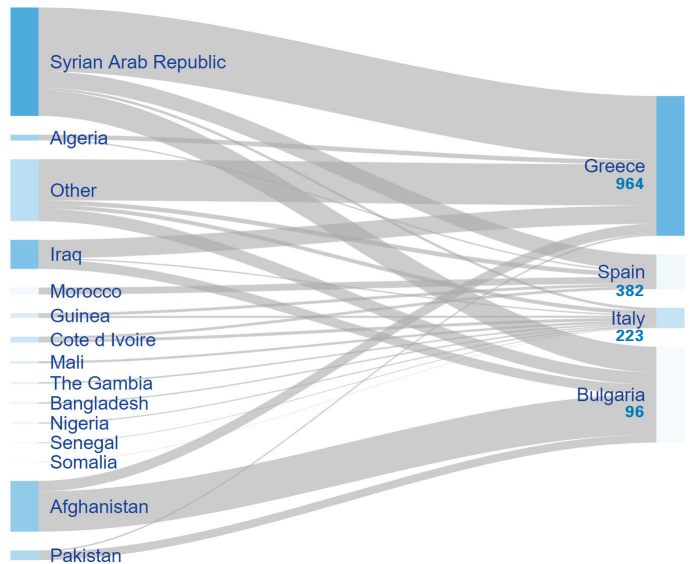 Syrian Arab Republic
Algeria
Other
Iraq
Morocco
Guinea
Cote d Ivoire
Mali
The Gambia
Bangladesh
Nigeria
Senegal
Somalia
Afghanistan
Pakistan
Greece
964
Spain
382
Italy
223
Bulgaria
96